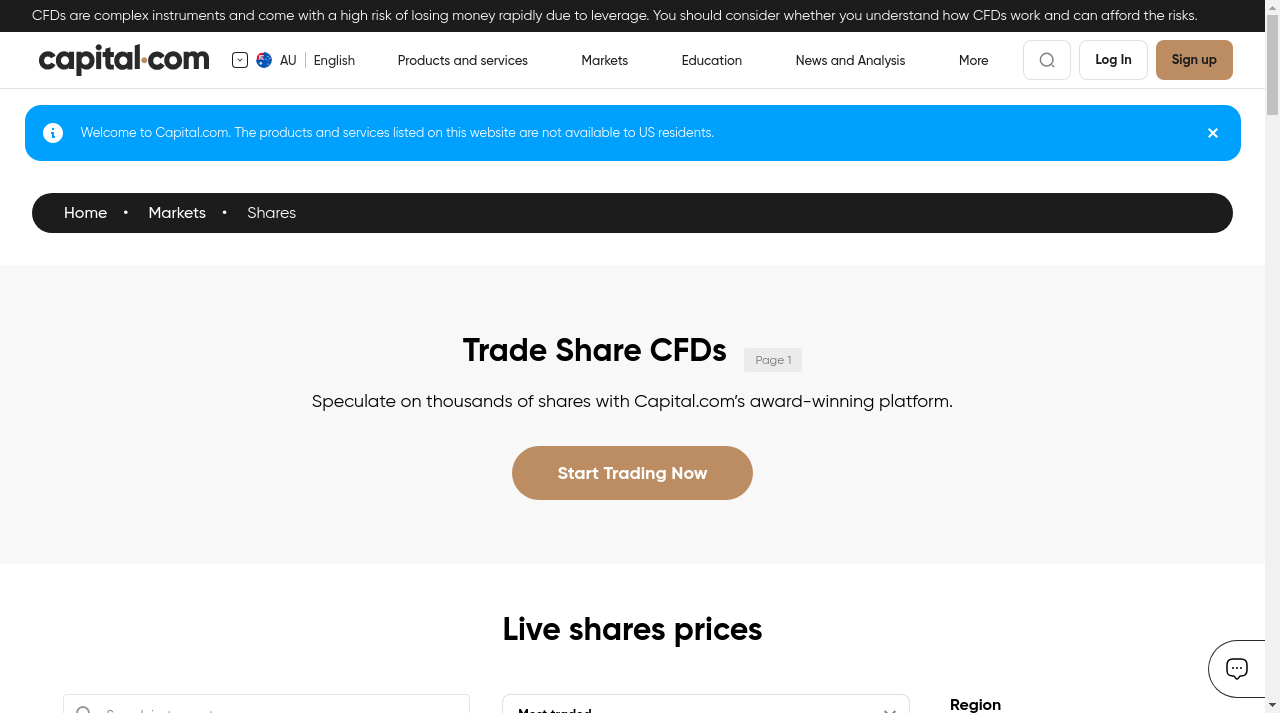 CFDs are complex instruments and come with a high risk of losing money rapidly due to leverage. You should consider whether you understand how CFDs work and can afford the risks.
capital.com AU English Products and services Markets Education News and Analysis More Log In Sign up
Welcome to Capital.com. The products and services listed on this website are not available to US residents.
Home • Markets • Shares
Trade Share CFDs Page 1
Speculate on thousands of shares with Capital.com’s award-winning platform.
Start Trading Now
Live shares prices
Most traded Region